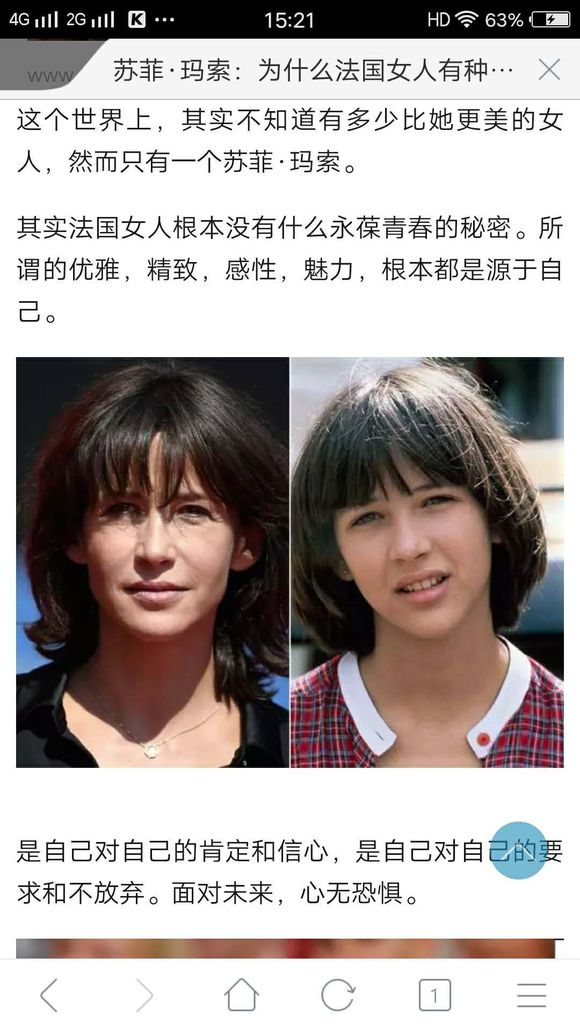 4G 2G K ··· 15:21 HD 63%
www 苏菲·玛索：为什么法国女人有种…
这个世界上，其实不知道有多少比她更美的女
人，然而只有一个苏菲·玛索。
其实法国女人根本没有什么永葆青春的秘密。所
谓的优雅，精致，感性，魅力，根本都是源于自
己。
是自己对自己的肯定和信心，是自己对自己的要
求和不放弃。面对未来，心无恐惧。
1